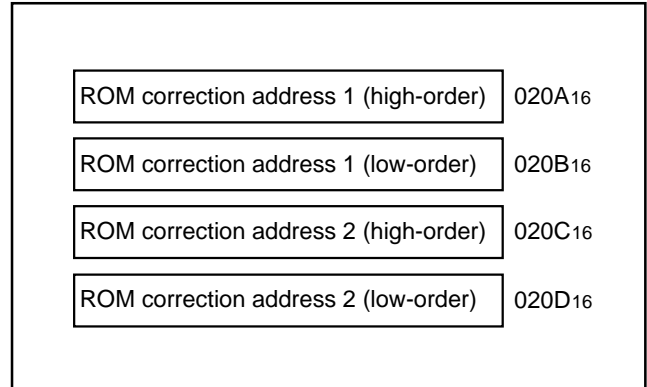 ROM correction address 1 (high-order) 020A16
ROM correction address 1 (low-order) 020B16
ROM correction address 2 (high-order) 020C16
ROM correction address 2 (low-order) 020D16